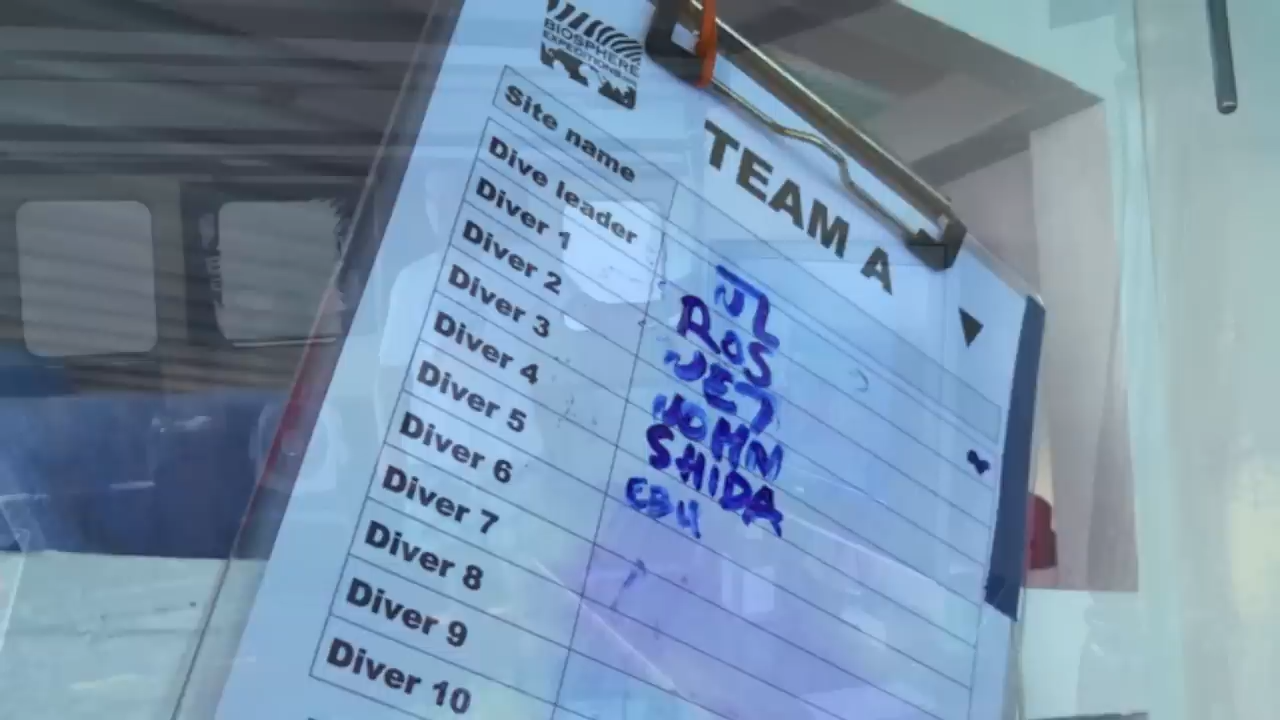 BIOSPHERE
EXPEDITIONS
TEAM A
Site name
Dive leader
Diver 1 JL
Diver 2 ROS
Diver 3 JET
Diver 4 JOHN
Diver 5 SHIDA
Diver 6
Diver 7
Diver 8
Diver 9
Diver 10